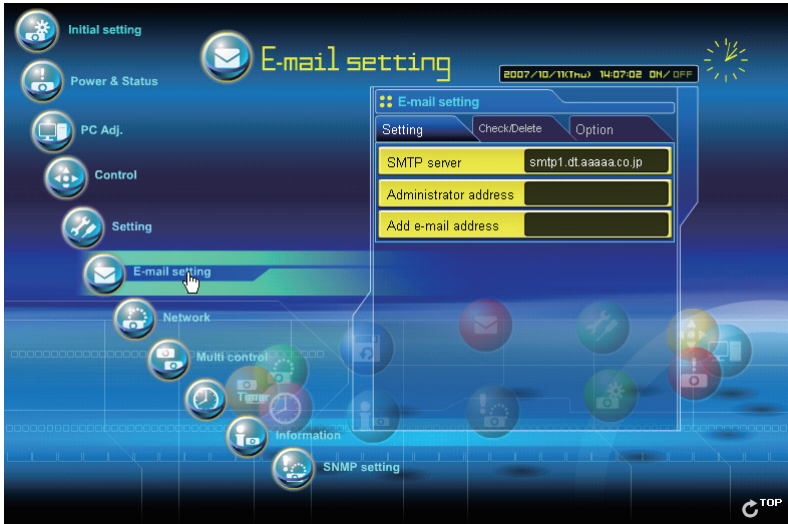 Initial setting
Power & Status
PC Adj.
Control
Setting
E-mail setting
Network
Multi control
Timer
Information
SNMP setting
E-mail setting
2007/10/11(Thu) 14:07:02 ON/OFF
E-mail setting
Setting
Check/Delete
Option
SMTP server
smtp1.dt.aaaaa.co.jp
Administrator address
Add e-mail address
TOP